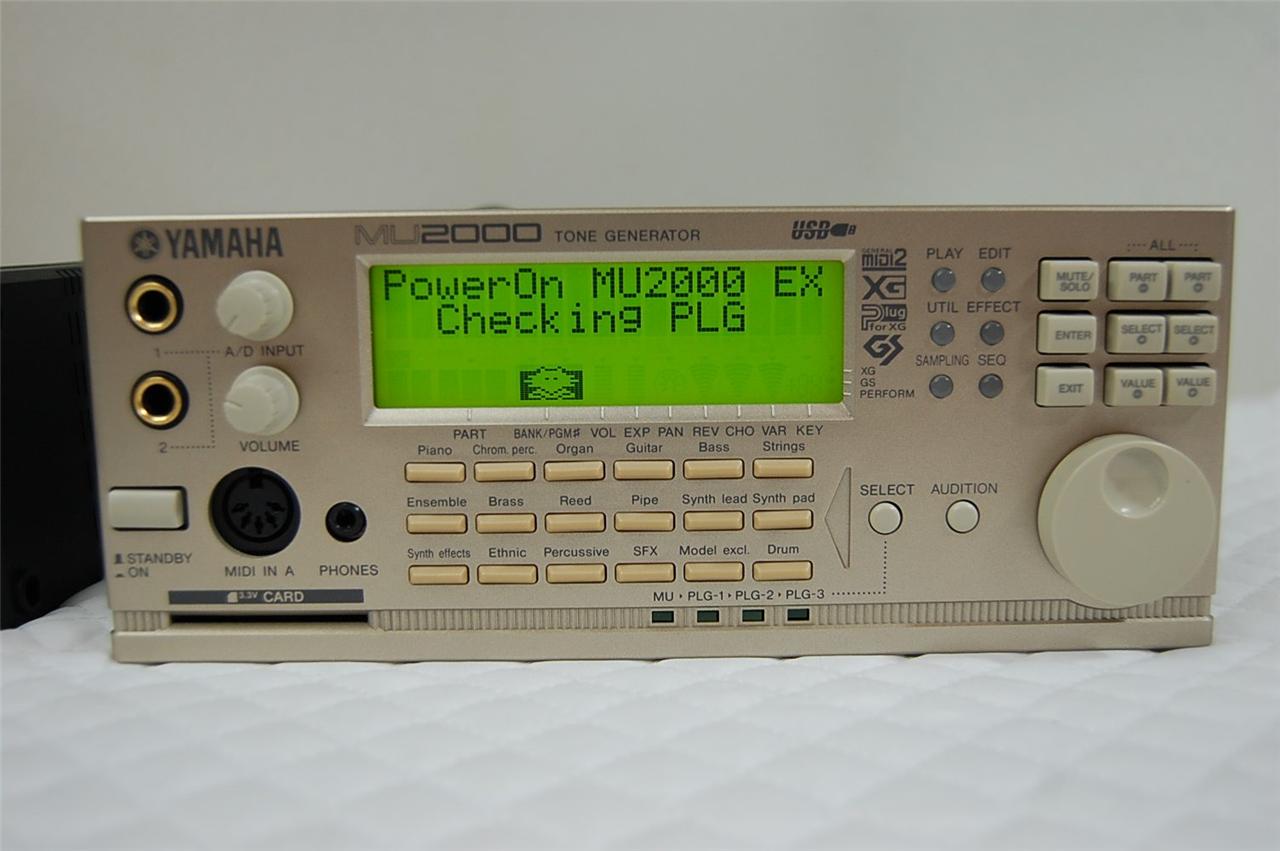 YAMAHA
MU2000 TONE GENERATOR
USB
PowerOn MU2000 EX
Checking PLG
GENERAL MIDI2
XG
Plug for XG
GS
XG
GS
PERFORM
PLAY EDIT
UTIL EFFECT
SAMPLING SEQ
ALL
MUTE/SOLO PART PART
ENTER SELECT SELECT
EXIT VALUE VALUE
1 A/D INPUT
2 VOLUME
PART BANK/PGM# VOL EXP PAN REV CHO VAR KEY
Piano Chrom. perc. Organ Guitar Bass Strings
Ensemble Brass Reed Pipe Synth lead Synth pad
Synth effects Ethnic Percussive SFX Model excl. Drum
SELECT AUDITION
STANDBY
ON
MIDI IN A PHONES
3.3V CARD
MU PLG-1 PLG-2 PLG-3